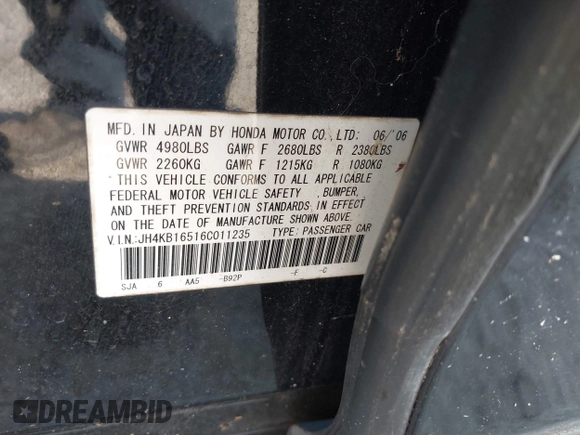 MFD. IN JAPAN BY HONDA MOTOR CO., LTD: 06/'06
GVWR 4980LBS GAWR F 2680LBS R 2380LBS
GVWR 2260KG GAWR F 1215KG R 1080KG
"THIS VEHICLE CONFORMS TO ALL APPLICABLE
FEDERAL MOTOR VEHICLE SAFETY , BUMPER,
AND THEFT PREVENTION STANDARDS IN EFFECT
ON THE DATE OF MANUFACTURE SHOWN ABOVE."
V.I.N.:JH4KB16516C011235 TYPE: PASSENGER CAR
SJA 6 AA5 -B92P -F -C
DREAMBID